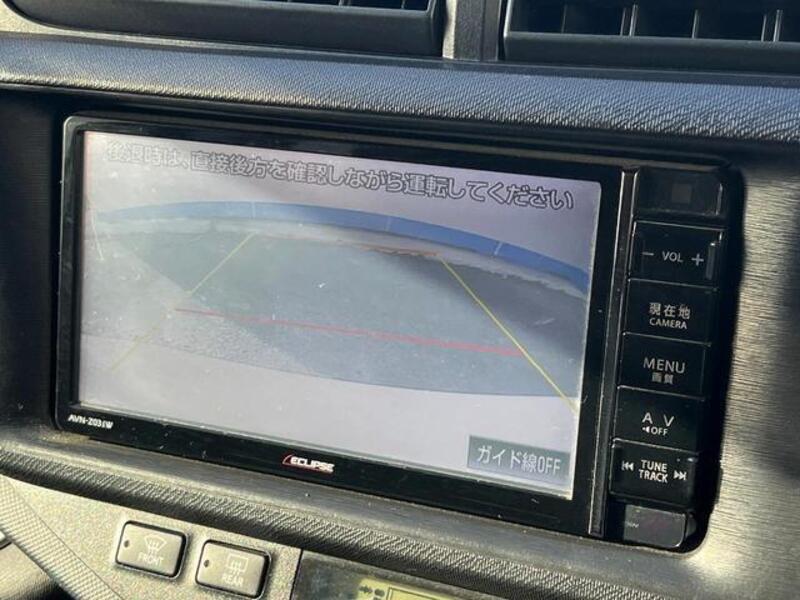 後退時は、直接後方を確認しながら運転してください
− VOL +
現在地
CAMERA
MENU
画質
A V
OFF
TUNE
TRACK
ガイド線OFF
ECLIPSE
FRONT
REAR